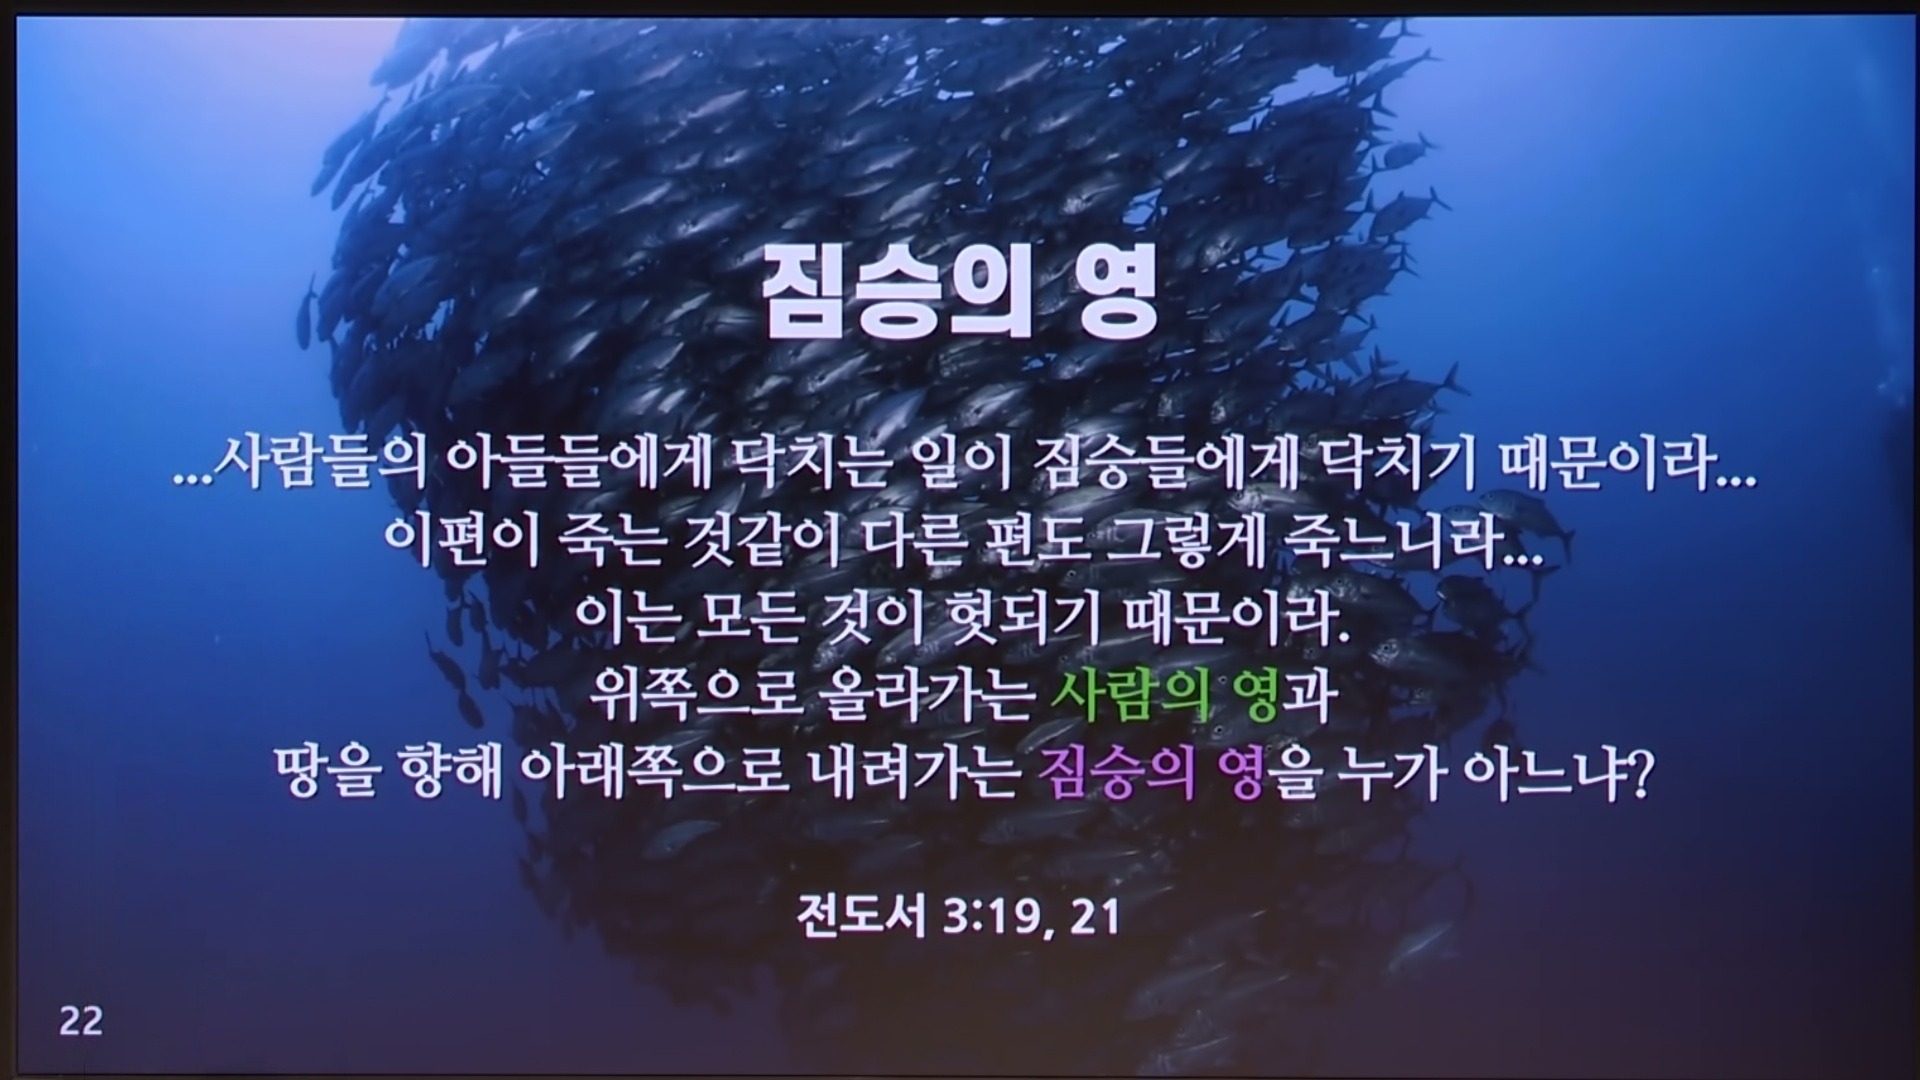 짐승의 영
...사람들의 아들들에게 닥치는 일이 짐승들에게 닥치기 때문이라...
이편이 죽는 것같이 다른 편도 그렇게 죽느니라...
이는 모든 것이 헛되기 때문이라.
위쪽으로 올라가는 사람의 영과
땅을 향해 아래쪽으로 내려가는 짐승의 영을 누가 아느냐?
전도서 3:19, 21
22